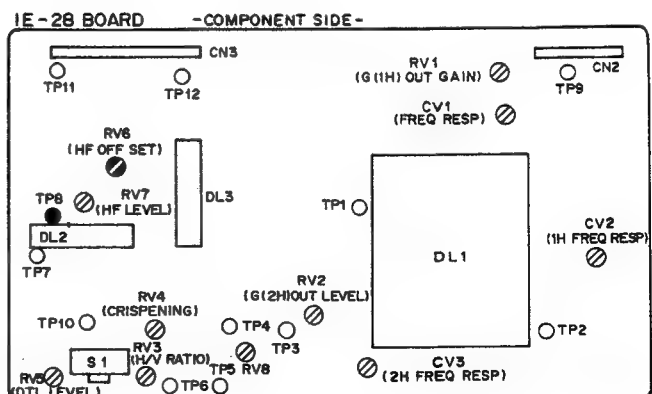 IE-28 BOARD -COMPONENT SIDE-
CN3
RV1
(G(1H) OUT GAIN)
CN2
TP11
TP12
TP9
CV1
(FREQ RESP)
RV6
(HF OFF SET)
TP8
RV7
(HF LEVEL)
DL3
TP1
DL2
TP7
DL1
CV2
(1H FREQ RESP)
RV2
(G(2H)OUT LEVEL)
RV4
(CRISPENING)
TP10
TP4
TP3
TP2
S1
RV3
(H/V RATIO)
TP5
RV8
CV3
(2H FREQ RESP)
RV5
(DTL LEVEL)
TP6